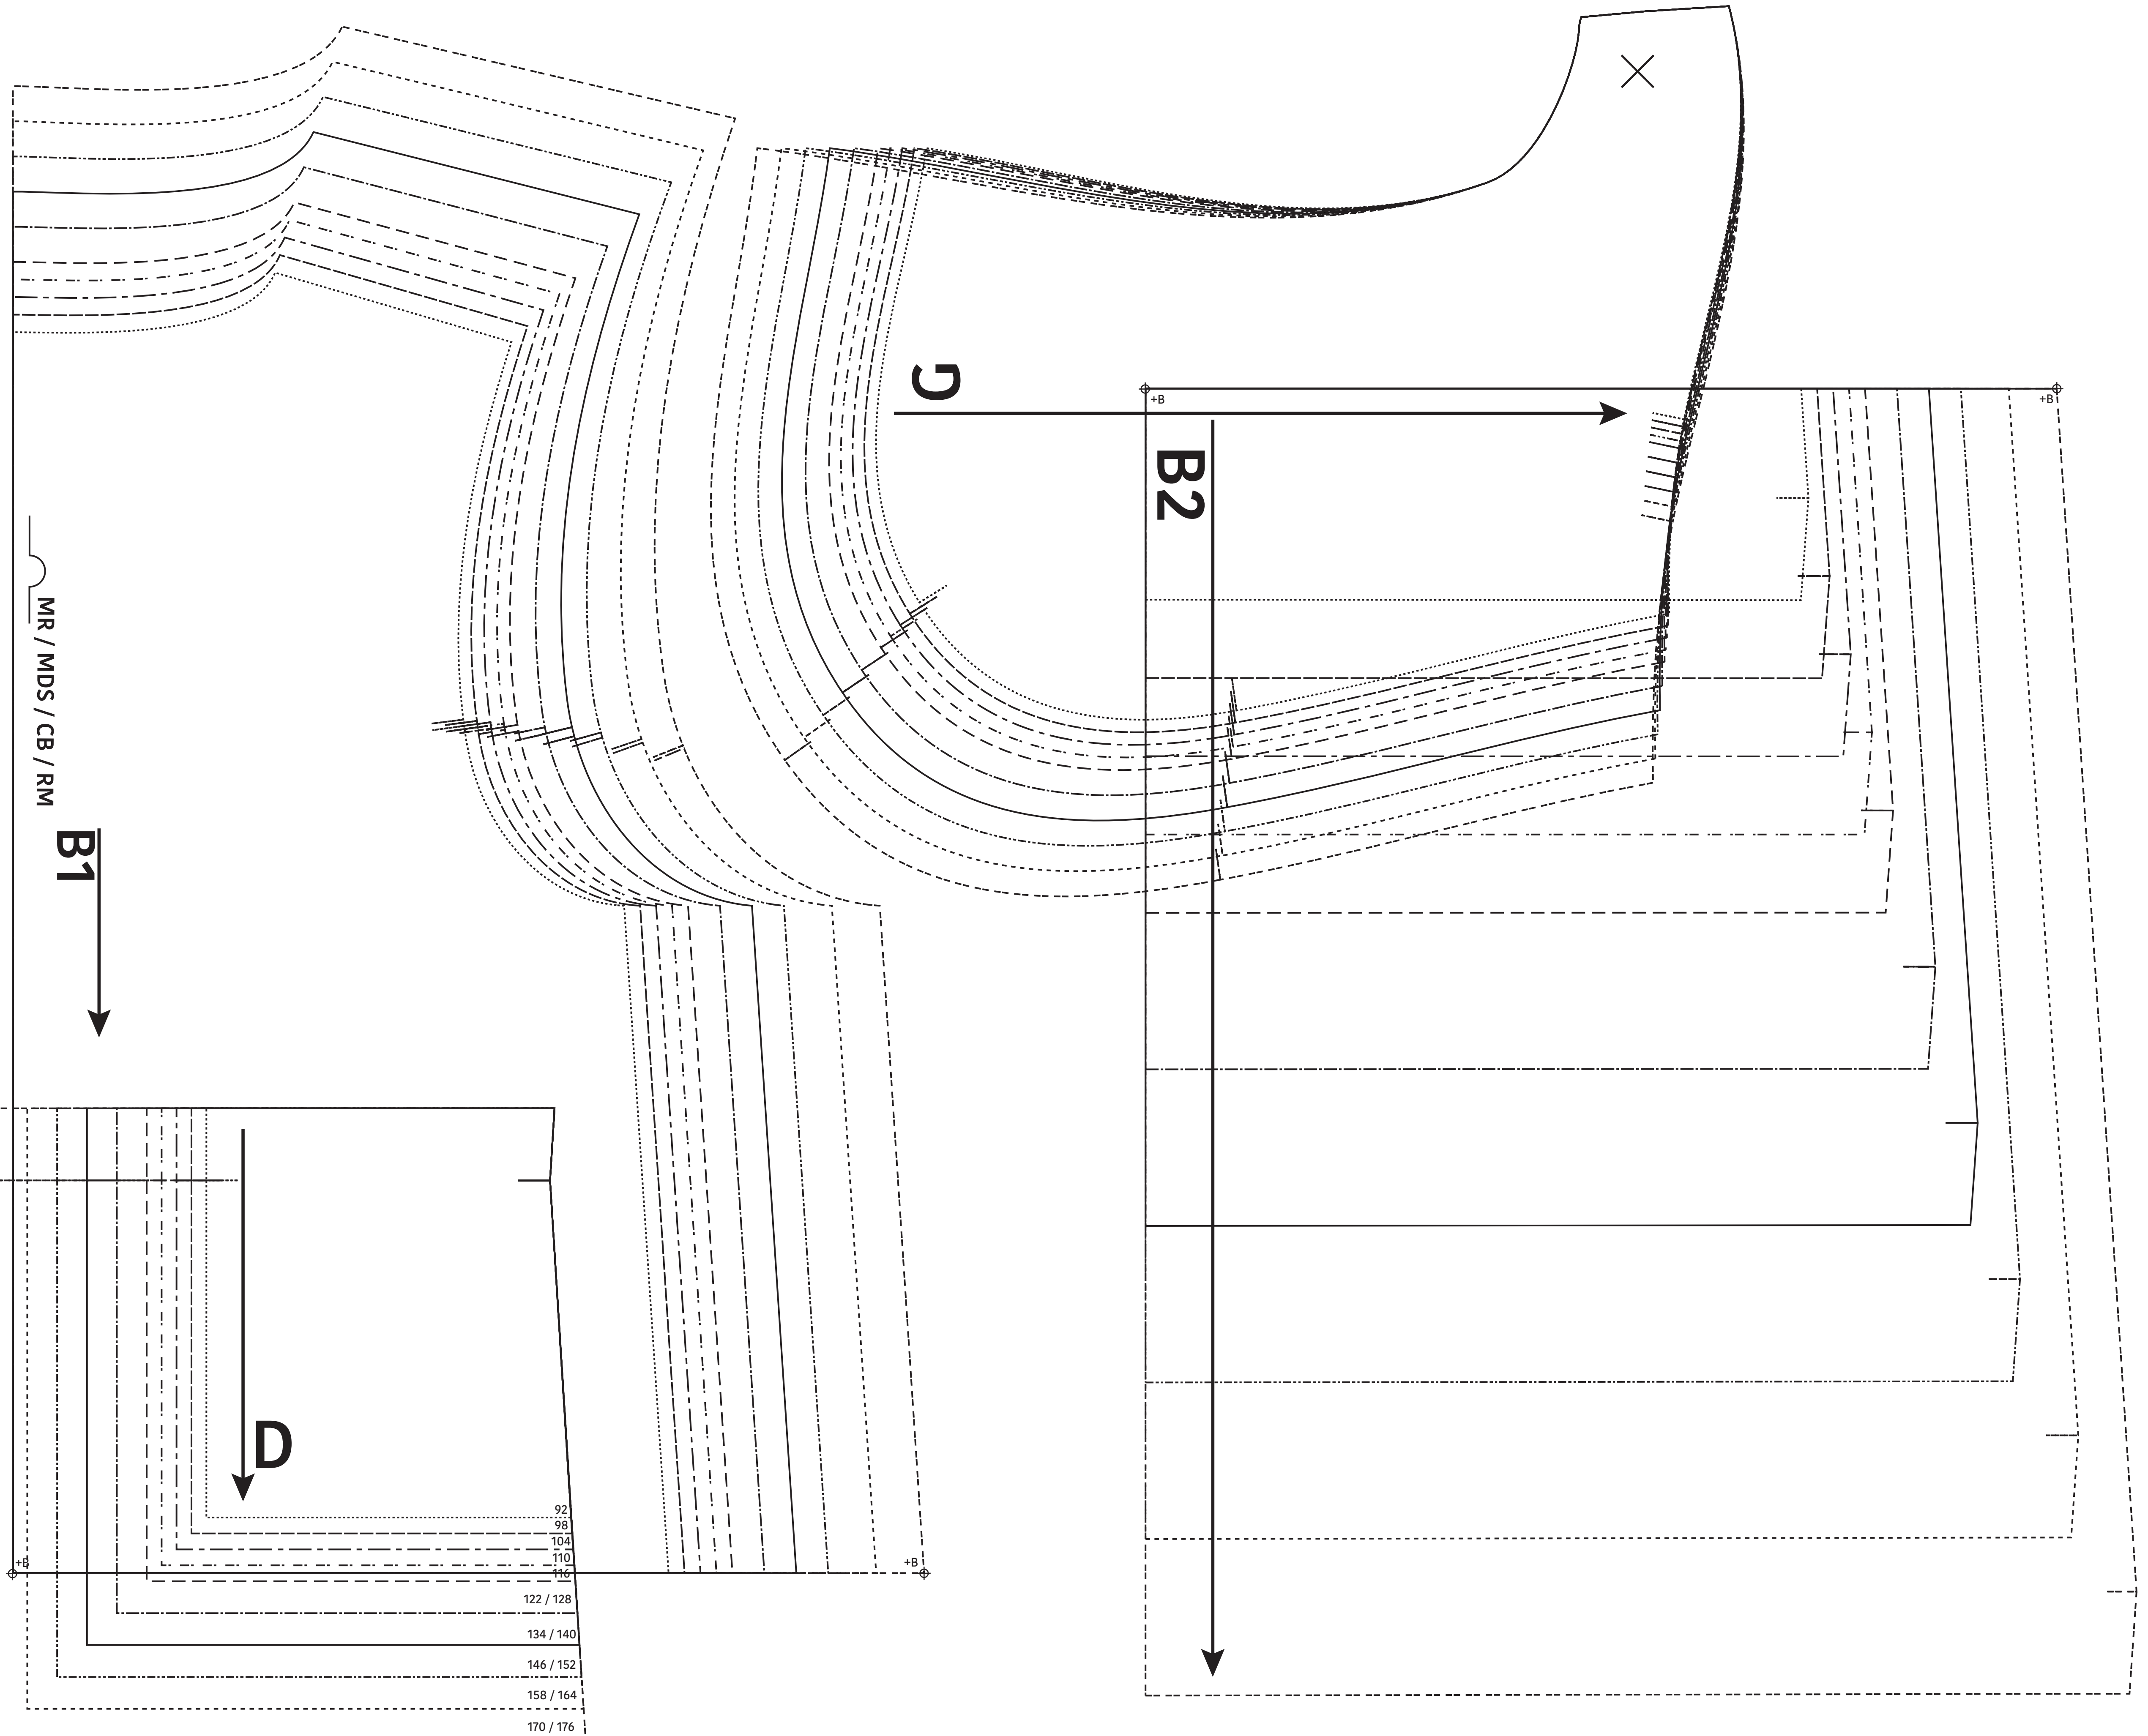 G
+B
+B
B2
MR / MDS / CB / RM
B1
D
92
98
104
110
116
122 / 128
134 / 140
146 / 152
158 / 164
170 / 176
+B
+B